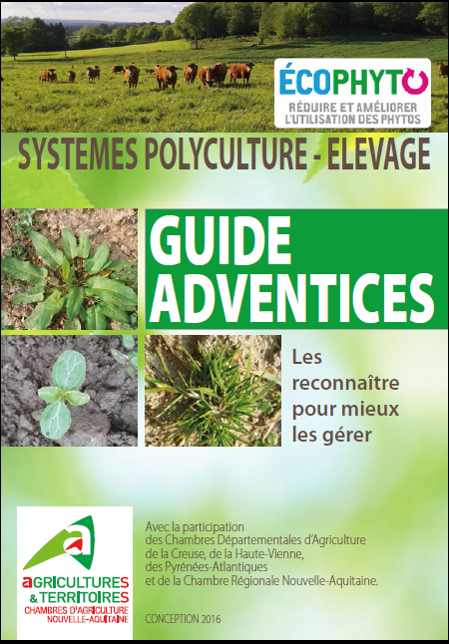 ÉCOPHYTO
RÉDUIRE ET AMÉLIORER
L'UTILISATION DES PHYTOS
SYSTEMES POLYCULTURE - ELEVAGE
GUIDE
ADVENTICES
Les
reconnaître
pour mieux
les gérer
AGRICULTURES
& TERRITOIRES
CHAMBRES D'AGRICULTURE
NOUVELLE-AQUITAINE
Avec la participation
des Chambres Départementales d'Agriculture
de la Creuse, de la Haute-Vienne,
des Pyrénées-Atlantiques
et de la Chambre Régionale Nouvelle-Aquitaine.
CONCEPTION 2016